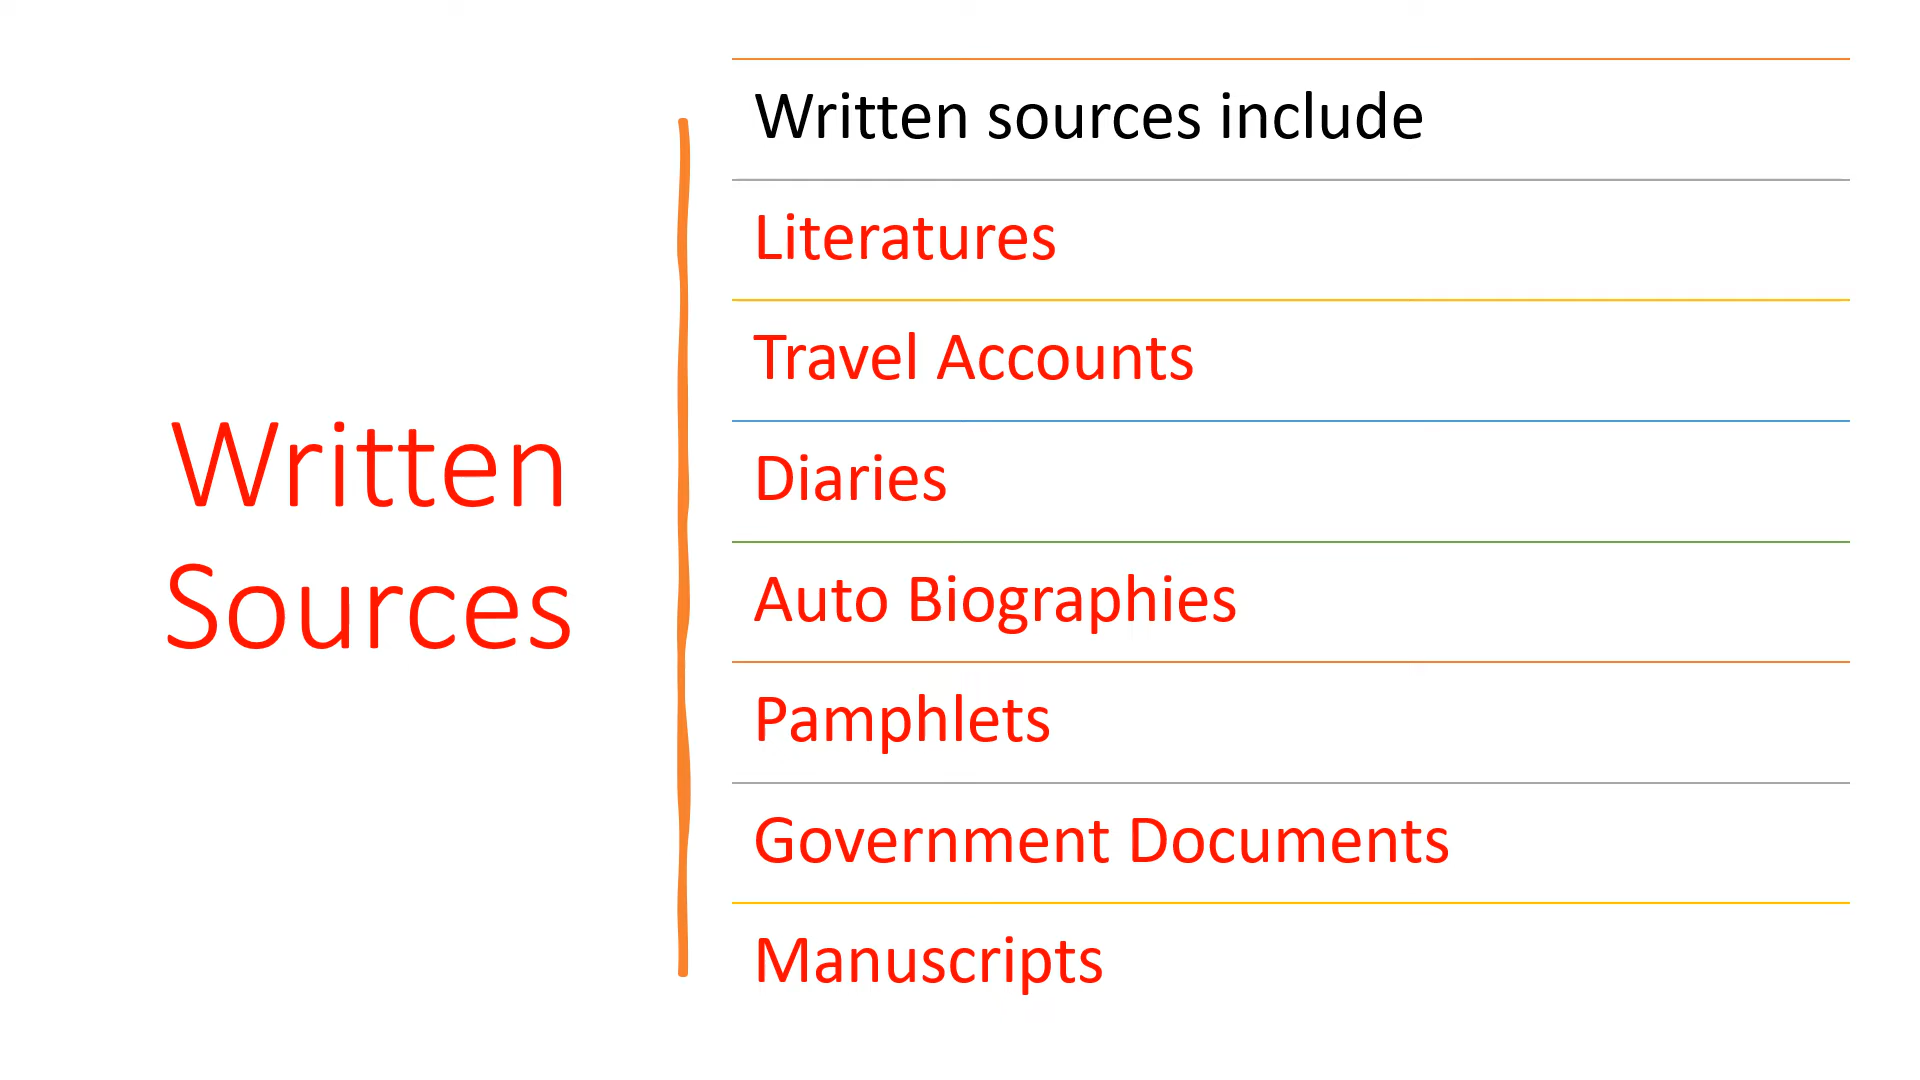 Written
Sources
Written sources include
Literatures
Travel Accounts
Diaries
Auto Biographies
Pamphlets
Government Documents
Manuscripts